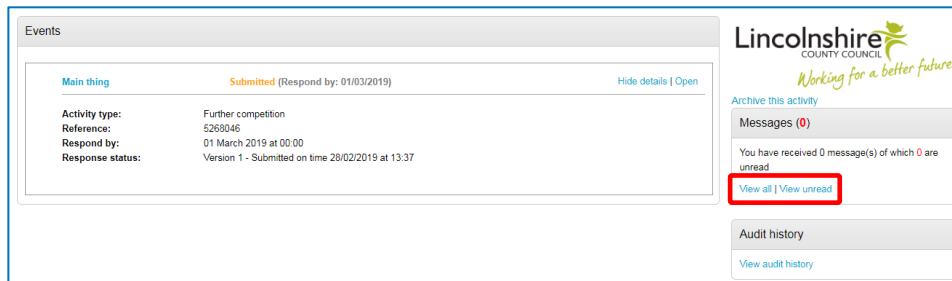 Events
Main thing Submitted (Respond by: 01/03/2019) Hide details | Open
Activity type: Further competition
Reference: 5268046
Respond by: 01 March 2019 at 00:00
Response status: Version 1 - Submitted on time 28/02/2019 at 13:37
Lincolnshire
COUNTY COUNCIL
Working for a better future
Archive this activity
Messages (0)
You have received 0 message(s) of which 0 are
unread
View all | View unread
Audit history
View audit history